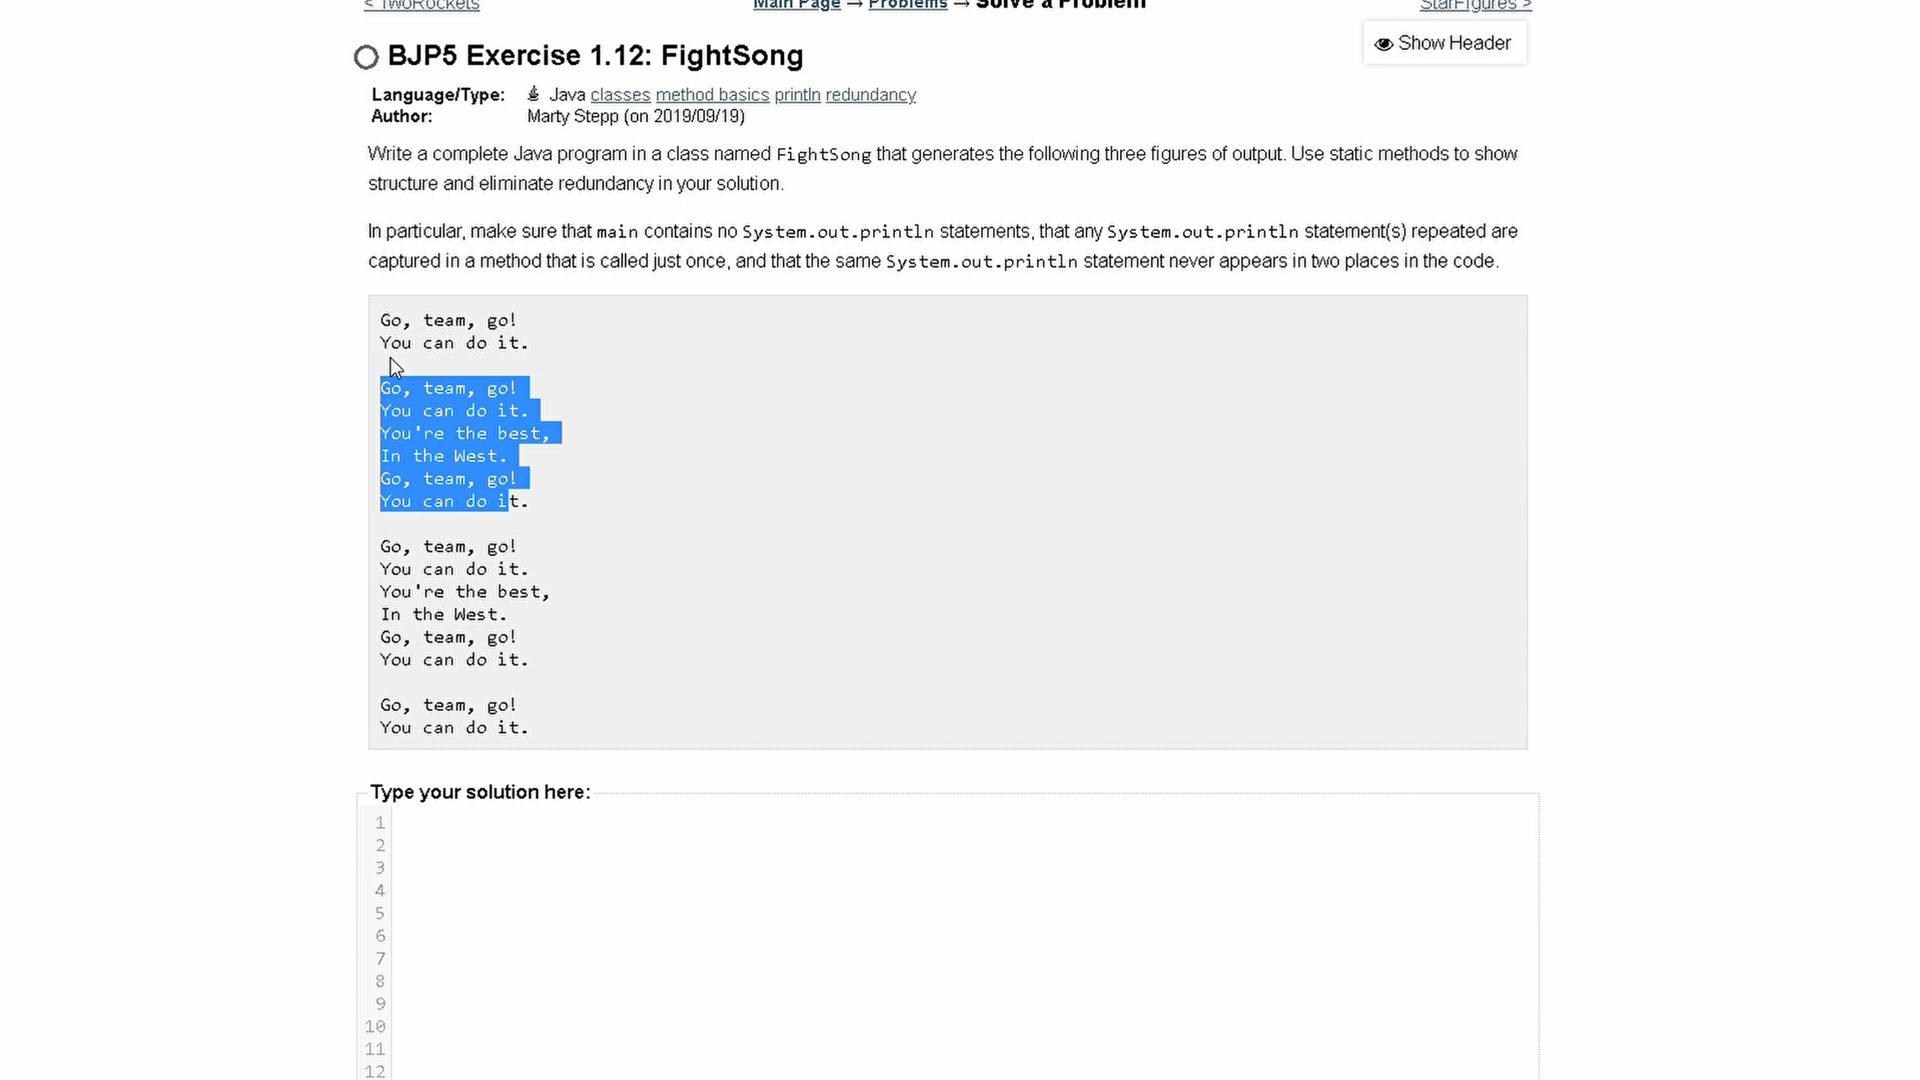 < TwoRockets
Main Page → Problems → Solve a Problem
StarFigures >
Show Header
BJP5 Exercise 1.12: FightSong
Language/Type: Java classes method basics println redundancy
Author: Marty Stepp (on 2019/09/19)
Write a complete Java program in a class named FightSong that generates the following three figures of output. Use static methods to show
structure and eliminate redundancy in your solution.
In particular, make sure that main contains no System.out.println statements, that any System.out.println statement(s) repeated are
captured in a method that is called just once, and that the same System.out.println statement never appears in two places in the code.
Go, team, go!
You can do it.
Go, team, go!
You can do it.
You're the best,
In the West.
Go, team, go!
You can do it.
Go, team, go!
You can do it.
You're the best,
In the West.
Go, team, go!
You can do it.
Go, team, go!
You can do it.
Type your solution here:
1
2
3
4
5
6
7
8
9
10
11
12